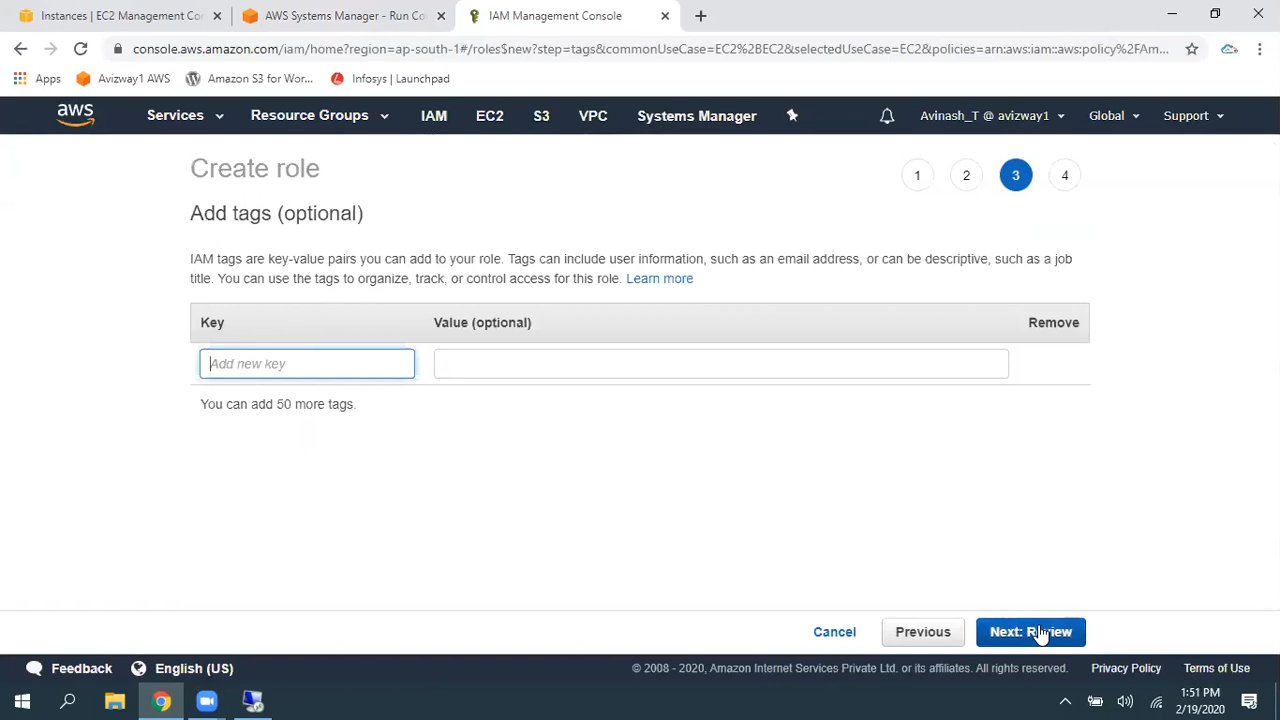 Instances | EC2 Management Con
AWS Systems Manager - Run Co
IAM Management Console
console.aws.amazon.com/iam/home?region=ap-south-1#/roles$new?step=tags&commonUseCase=EC2%2BEC2&selectedUseCase=EC2&policies=arn:aws:iam::aws:policy%2FAm...
Apps
Avizway1 AWS
Amazon S3 for Wor...
Infosys | Launchpad
aws
Services
Resource Groups
IAM
EC2
S3
VPC
Systems Manager
Avinash_T @ avizway1
Global
Support
Create role
1
2
3
4
Add tags (optional)
IAM tags are key-value pairs you can add to your role. Tags can include user information, such as an email address, or can be descriptive, such as a job
title. You can use the tags to organize, track, or control access for this role. Learn more
Key
Value (optional)
Remove
Add new key
You can add 50 more tags.
Cancel
Previous
Next: Review
Feedback
English (US)
© 2008 - 2020, Amazon Internet Services Private Ltd. or its affiliates. All rights reserved.
Privacy Policy
Terms of Use
1:51 PM
2/19/2020